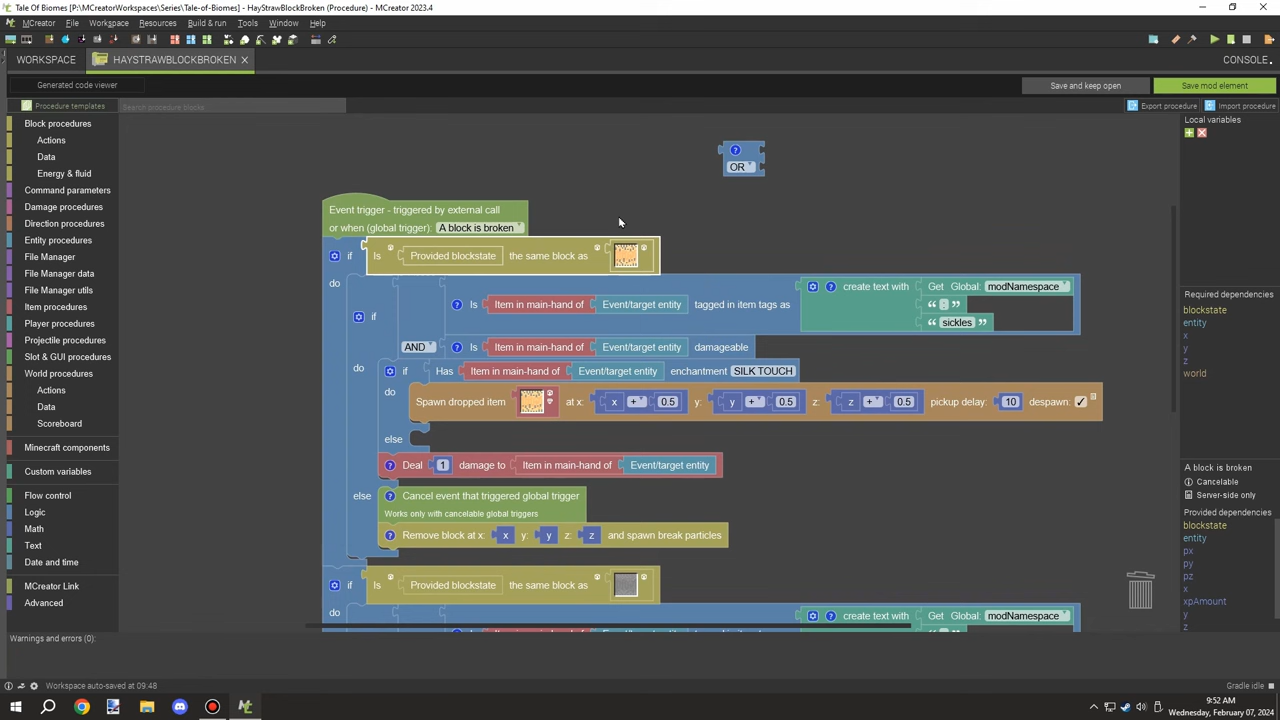 Tale Of Biomes [P:\MCreatorWorkspaces\Series\Tale-of-Biomes] - HayStrawBlockBroken (Procedure) - MCreator 2023.4
MCreator File Workspace Resources Build & run Tools Window Help
WORKSPACE HAYSTRAWBLOCKBROKEN CONSOLE
Generated code viewer Save and keep open Save mod element
Procedure templates Search procedure blocks Export procedure Import procedure
Block procedures
Actions
Data
Energy & fluid
Command parameters
Damage procedures
Direction procedures
Entity procedures
File Manager
File Manager data
File Manager utils
Item procedures
Player procedures
Projectile procedures
Slot & GUI procedures
World procedures
Actions
Data
Scoreboard
Minecraft components
Custom variables
Flow control
Logic
Math
Text
Date and time
MCreator Link
Advanced
?
OR
Event trigger - triggered by external call
or when (global trigger): A block is broken
if Is Provided blockstate the same block as
do
if
? Is Item in main-hand of Event/target entity tagged in item tags as
? create text with Get Global: modNamespace
“ : ”
“ sickles ”
AND ? Is Item in main-hand of Event/target entity damageable
do if Has Item in main-hand of Event/target entity enchantment SILK TOUCH
do Spawn dropped item at x: x + 0.5 y: y + 0.5 z: z + 0.5 pickup delay: 10 despawn: ✓
else
? Deal 1 damage to Item in main-hand of Event/target entity
else ? Cancel event that triggered global trigger
Works only with cancelable global triggers
? Remove block at x: x y: y z: z and spawn break particles
if Is Provided blockstate the same block as
do ? create text with Get Global: modNamespace
Local variables
Required dependencies
blockstate
entity
x
y
z
world
A block is broken
Cancelable
Server-side only
Provided dependencies
blockstate
entity
px
py
pz
x
xpAmount
y
z
Warnings and errors (0):
Workspace auto-saved at 09:48 Gradle idle
9:52 AM
Wednesday, February 07, 2024